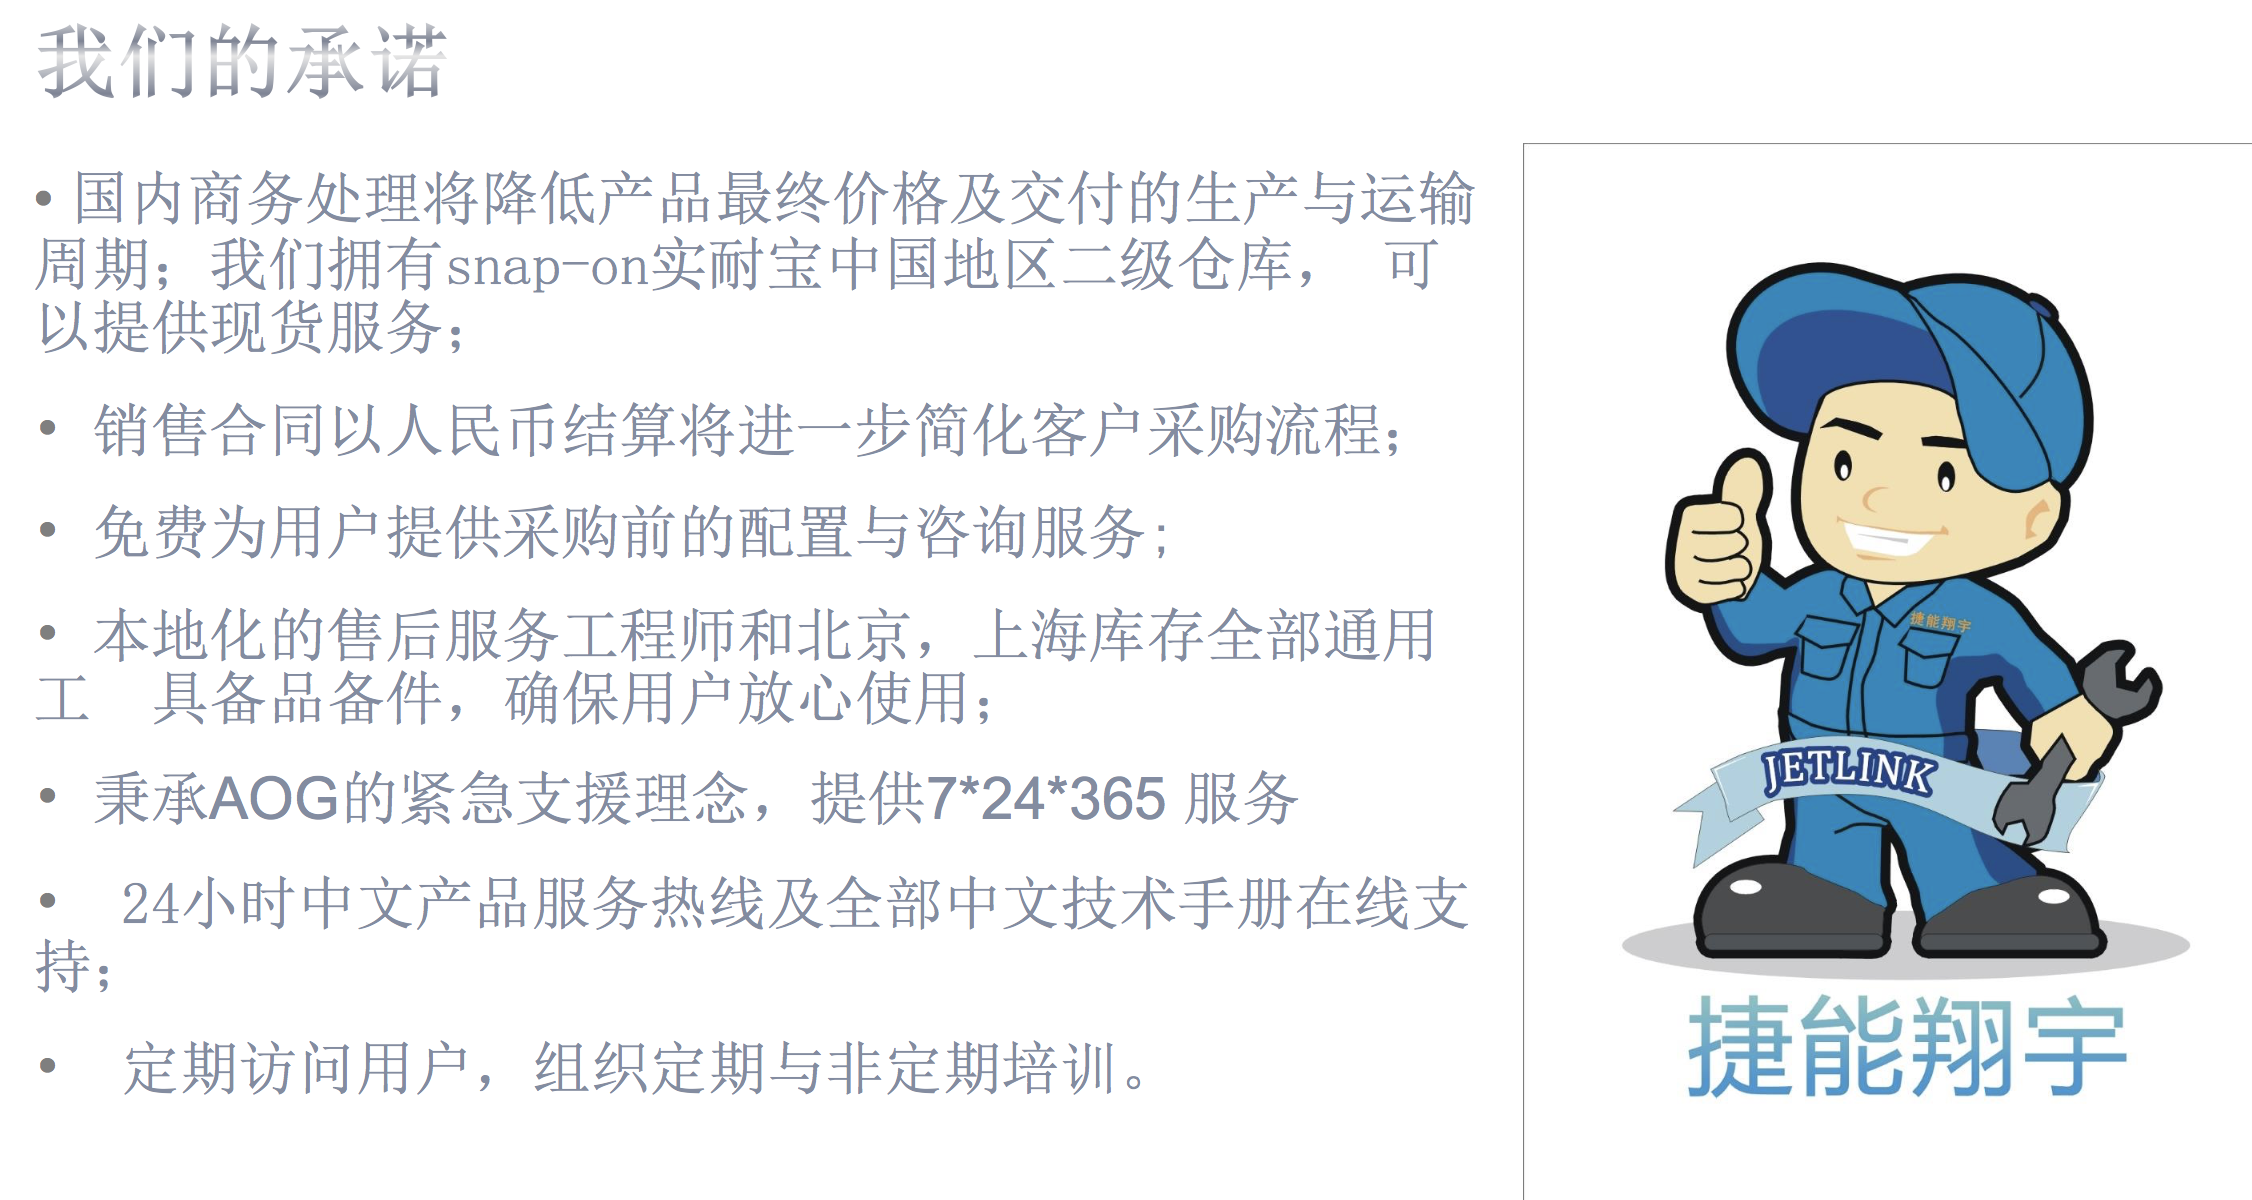 我们的承诺
• 国内商务处理将降低产品最终价格及交付的生产与运输
周期；我们拥有snap-on实耐宝中国地区二级仓库， 可
以提供现货服务；
• 销售合同以人民币结算将进一步简化客户采购流程；
• 免费为用户提供采购前的配置与咨询服务;
• 本地化的售后服务工程师和北京，上海库存全部通用
工 具备品备件，确保用户放心使用；
• 秉承AOG的紧急支援理念，提供7*24*365 服务
• 24小时中文产品服务热线及全部中文技术手册在线支
持；
• 定期访问用户，组织定期与非定期培训。
捷能翔宇
JETLINK
捷能翔宇